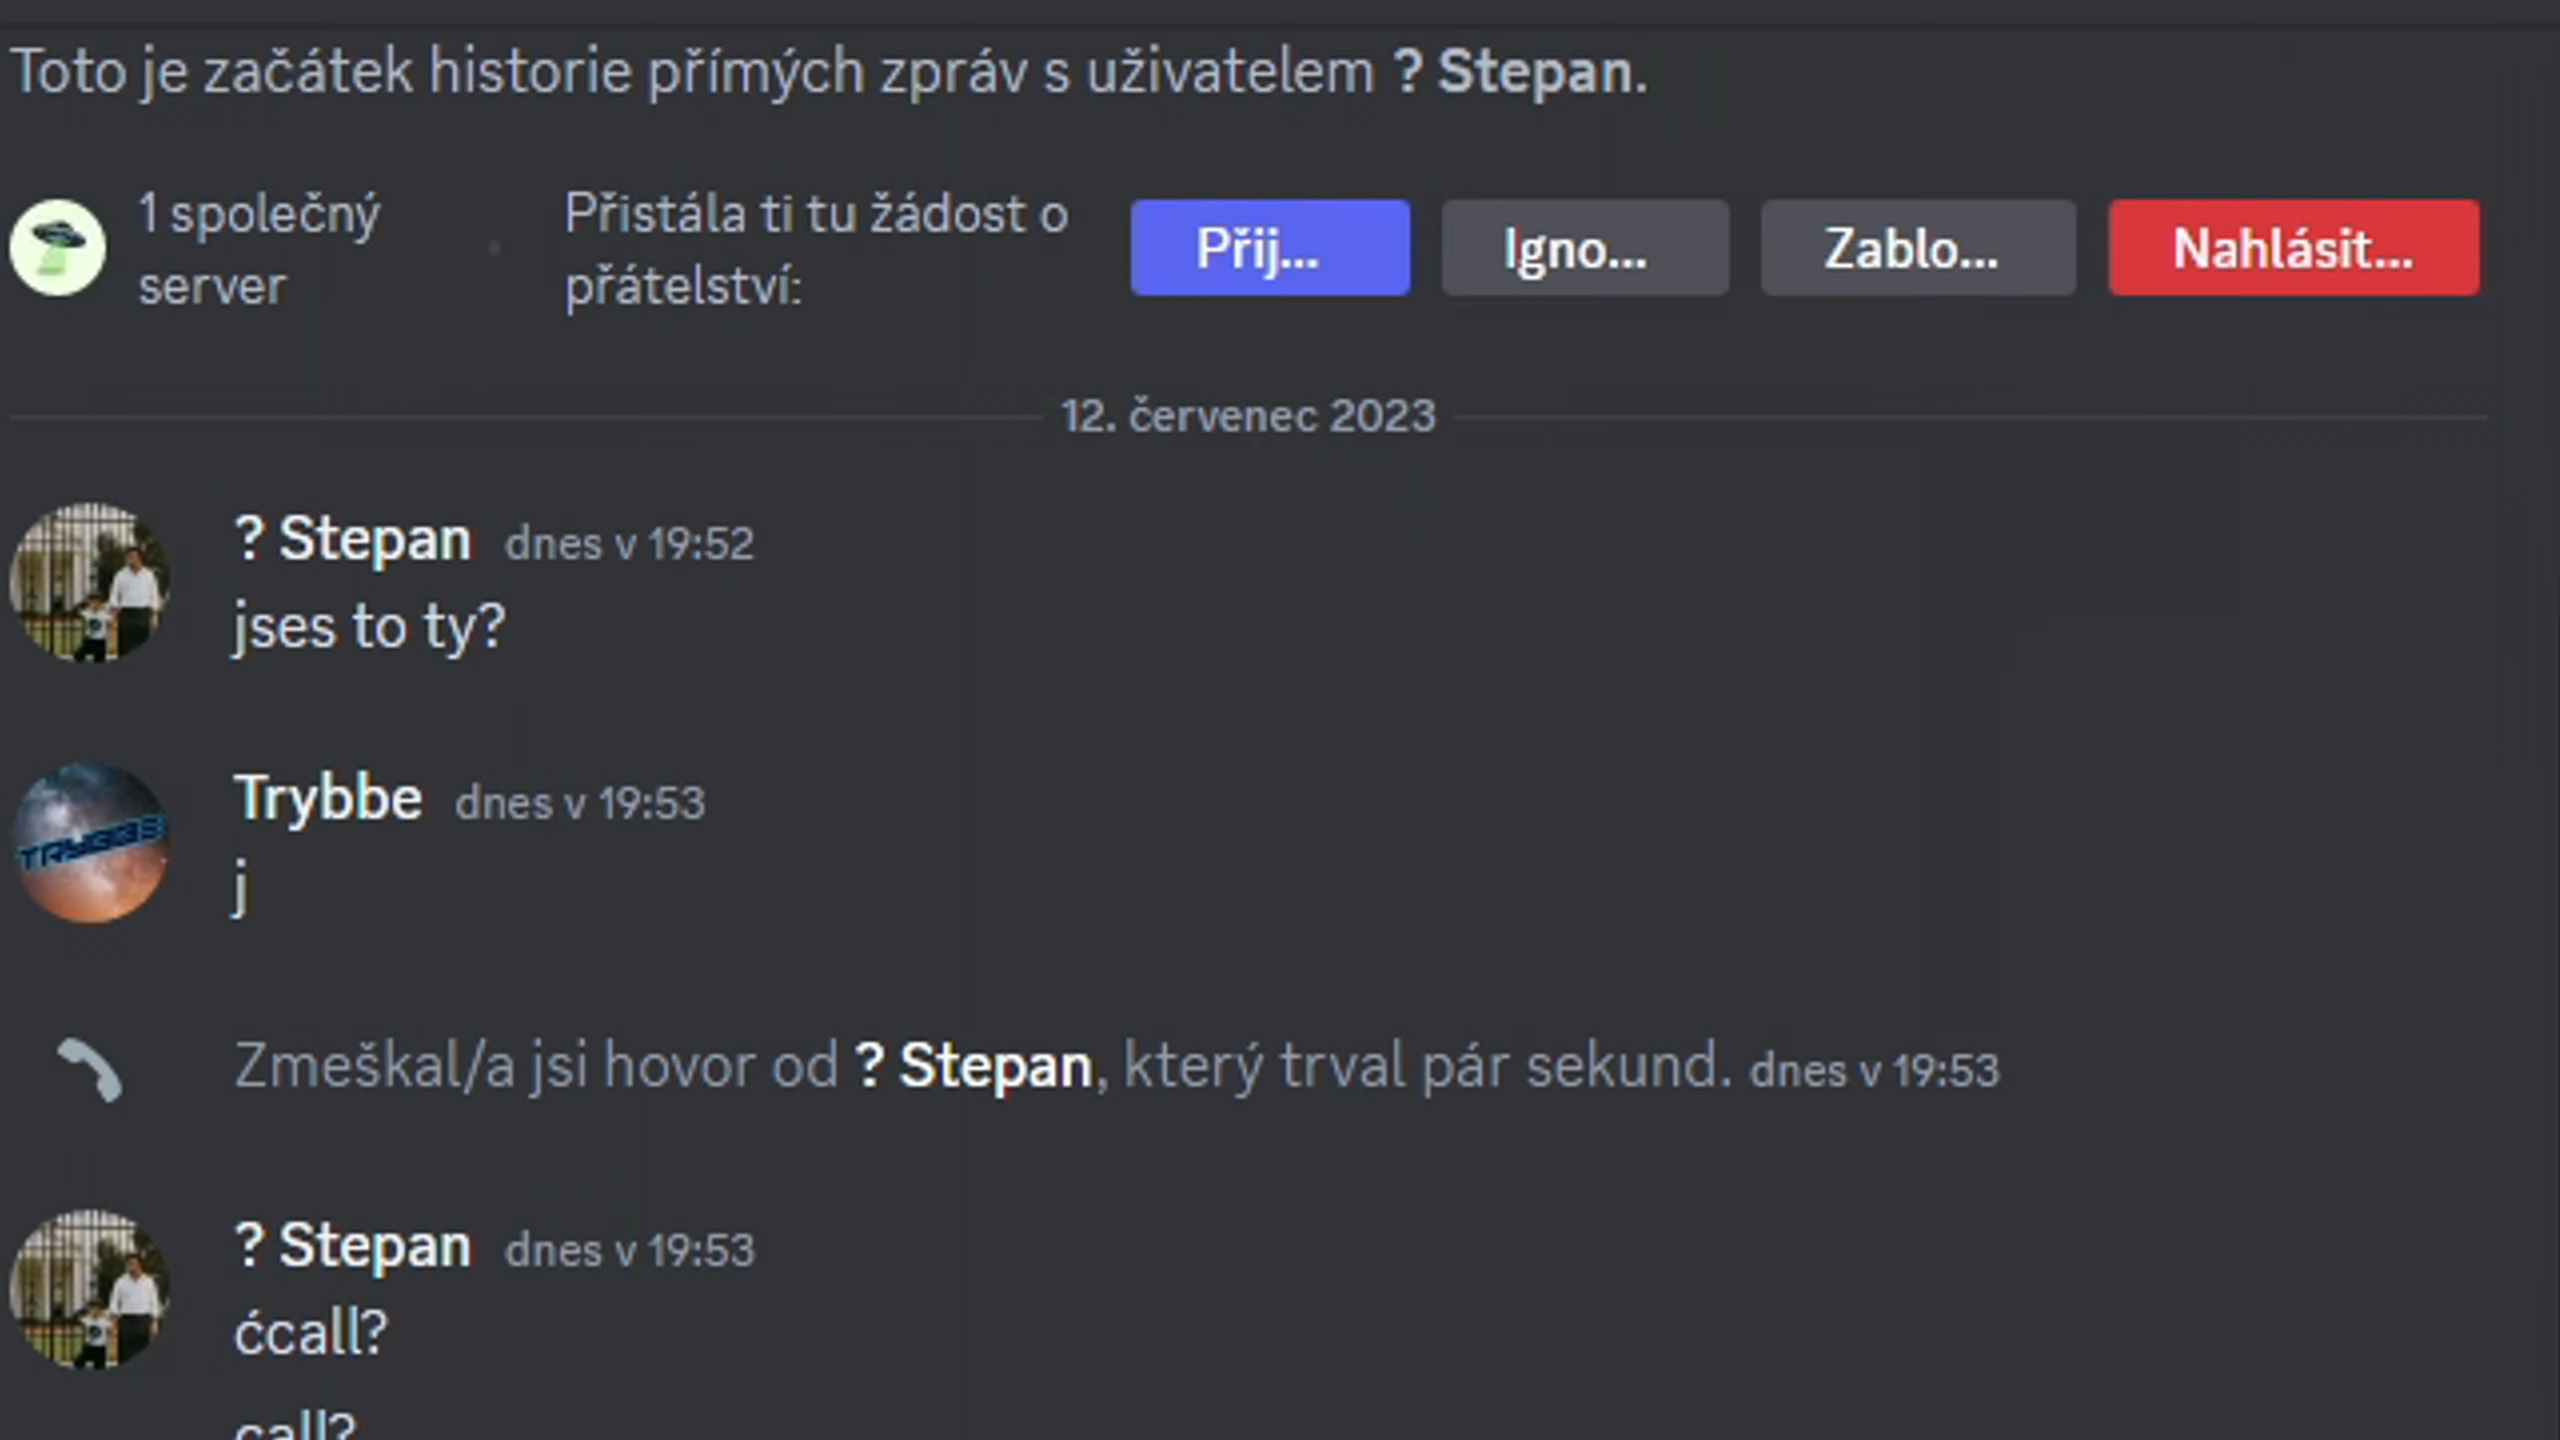 Toto je začátek historie přímých zpráv s uživatelem ? Stepan.
1 společný
server
Přistála ti tu žádost o
přátelství:
Přij...
Igno...
Zablo...
Nahlásit...
12. červenec 2023
? Stepan dnes v 19:52
jses to ty?
Trybbe dnes v 19:53
TRYBBE
j
Zmeškal/a jsi hovor od ? Stepan, který trval pár sekund. dnes v 19:53
? Stepan dnes v 19:53
ćcall?
call?